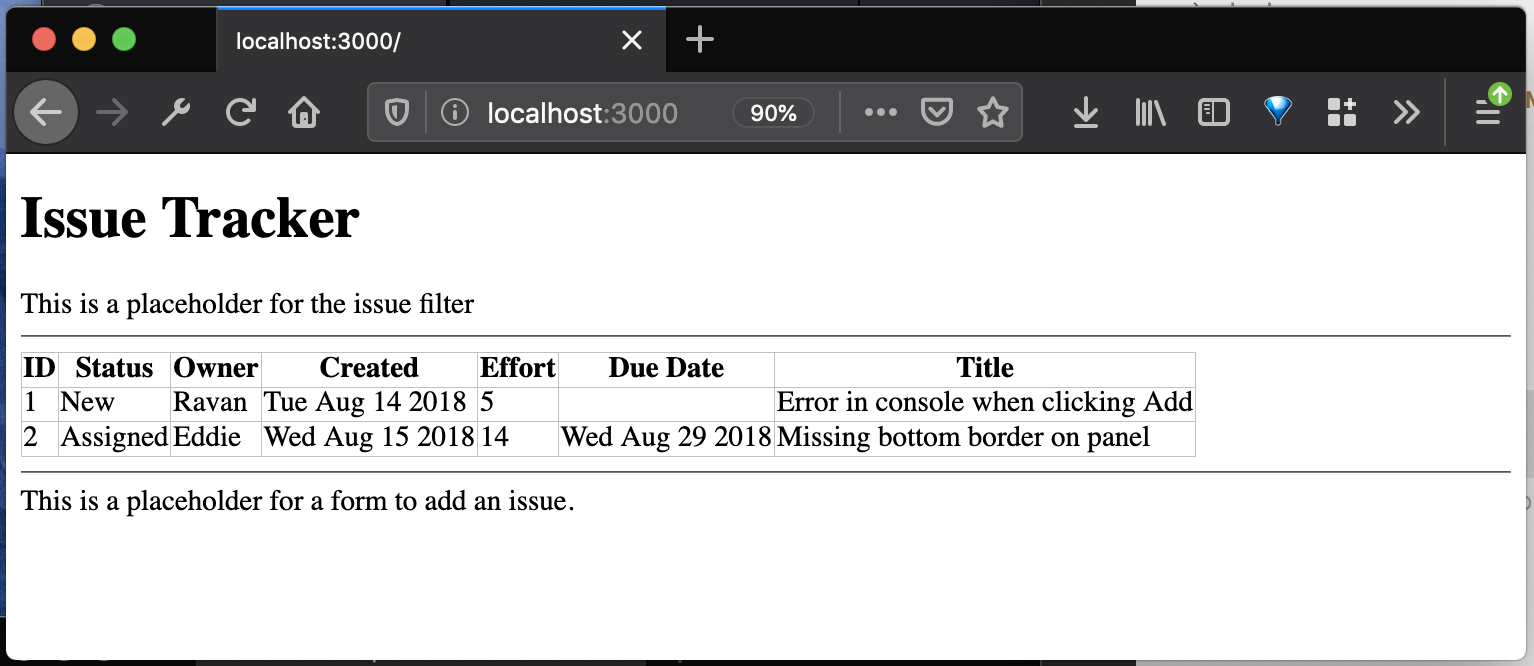 localhost:3000/
localhost:3000 90%
Issue Tracker
This is a placeholder for the issue filter
ID Status Owner Created Effort Due Date Title
1 New Ravan Tue Aug 14 2018 5 Error in console when clicking Add
2 Assigned Eddie Wed Aug 15 2018 14 Wed Aug 29 2018 Missing bottom border on panel
This is a placeholder for a form to add an issue.